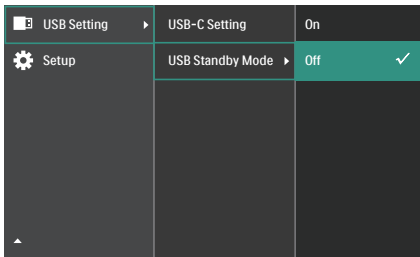 USB Setting
Setup
USB-C Setting
USB Standby Mode
On
Off